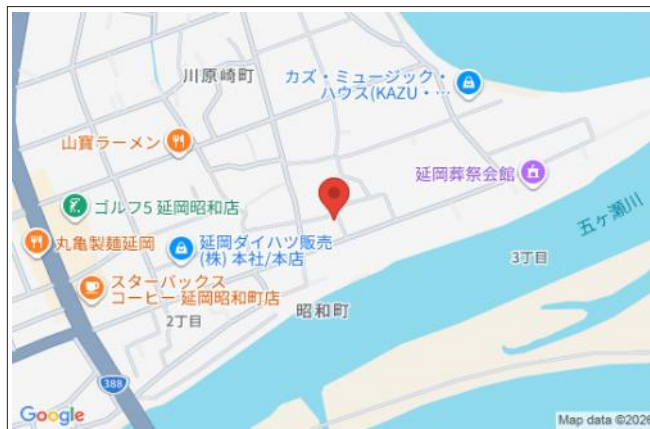 川原崎町
カズ・ミュージック・
ハウス(KAZU・…
山寶ラーメン
延岡葬祭会館
ゴルフ5 延岡昭和店
五ヶ瀬川
丸亀製麺延岡
延岡ダイハツ販売
(株) 本社/本店
3丁目
スターバックス
コーヒー 延岡昭和町店
昭和町
2丁目
388
Google
Map data ©2026